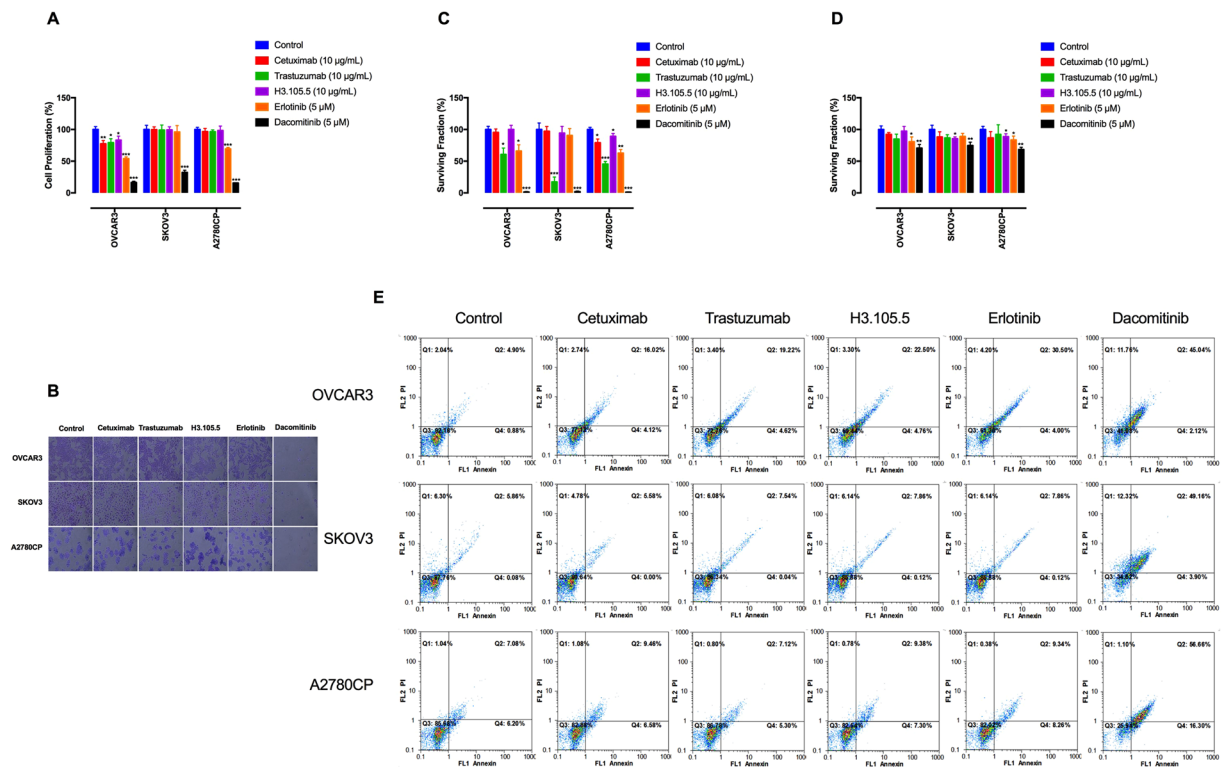 A
Control
Cetuximab (10 µg/mL)
Trastuzumab (10 µg/mL)
H3.105.5 (10 µg/mL)
Erlotinib (5 µM)
Dacomitinib (5 µM)
Cell Proliferation (%)
150
100
50
0
** * * ***
***
***
***
***
OVCAR3
SKOV3
A2780CP
C
Control
Cetuximab (10 µg/mL)
Trastuzumab (10 µg/mL)
H3.105.5 (10 µg/mL)
Erlotinib (5 µM)
Dacomitinib (5 µM)
Surviving Fraction (%)
150
100
50
0
* * ***
*** ***
* *** * ** ***
OVCAR3
SKOV3
A2780CP
D
Control
Cetuximab (10 µg/mL)
Trastuzumab (10 µg/mL)
H3.105.5 (10 µg/mL)
Erlotinib (5 µM)
Dacomitinib (5 µM)
Surviving Fraction (%)
150
100
50
0
* **
* **
* * **
OVCAR3
SKOV3
A2780CP
B
Control Cetuximab Trastuzumab H3.105.5 Erlotinib Dacomitinib
OVCAR3
SKOV3
A2780CP
E
Control Cetuximab Trastuzumab H3.105.5 Erlotinib Dacomitinib
OVCAR3
Q1: 2.04% Q2: 4.90% Q4: 0.88%
Q1: 2.74% Q2: 16.02% Q4: 4.12%
Q1: 3.40% Q2: 19.22% Q4: 4.62%
Q1: 3.30% Q2: 22.50% Q4: 4.76%
Q1: 4.20% Q2: 30.50% Q4: 4.00%
Q1: 11.76% Q2: 45.04% Q4: 2.12%
FL2 PI
FL1 Annexin
SKOV3
Q1: 6.30% Q2: 5.86% Q4: 0.08%
Q1: 4.78% Q2: 5.58% Q4: 0.00%
Q1: 6.08% Q2: 7.54% Q4: 0.04%
Q1: 6.14% Q2: 7.86% Q4: 0.12%
Q1: 6.14% Q2: 7.86% Q4: 0.12%
Q1: 12.32% Q2: 49.16% Q4: 3.90%
FL2 PI
FL1 Annexin
A2780CP
Q1: 1.04% Q2: 7.08% Q4: 6.20%
Q1: 1.08% Q2: 9.46% Q4: 6.58%
Q1: 0.80% Q2: 7.12% Q4: 5.30%
Q1: 0.78% Q2: 9.38% Q4: 7.30%
Q1: 0.38% Q2: 9.34% Q4: 8.26%
Q1: 1.10% Q2: 56.66% Q4: 16.30%
FL2 PI
FL1 Annexin